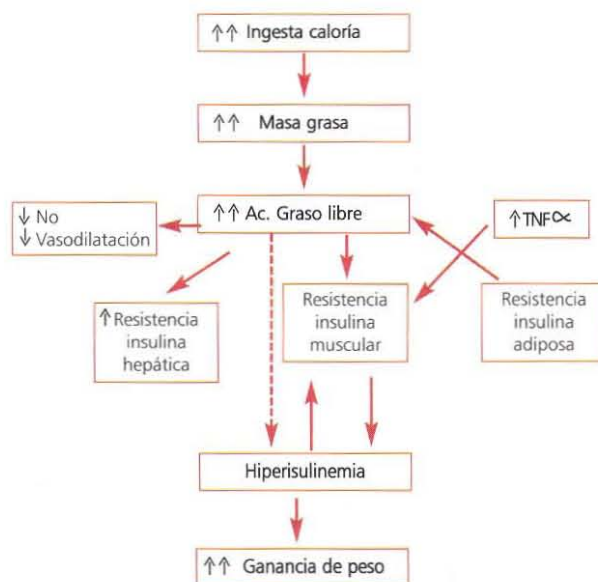 ↑↑ Ingesta caloría
↑↑ Masa grasa
↑↑ Ac. Graso libre
↓ No
↓ Vasodilatación
↑TNF∝
↑Resistencia
insulina
hepática
Resistencia
insulina
muscular
Resistencia
insulina
adiposa
Hiperisulinemia
↑↑ Ganancia de peso